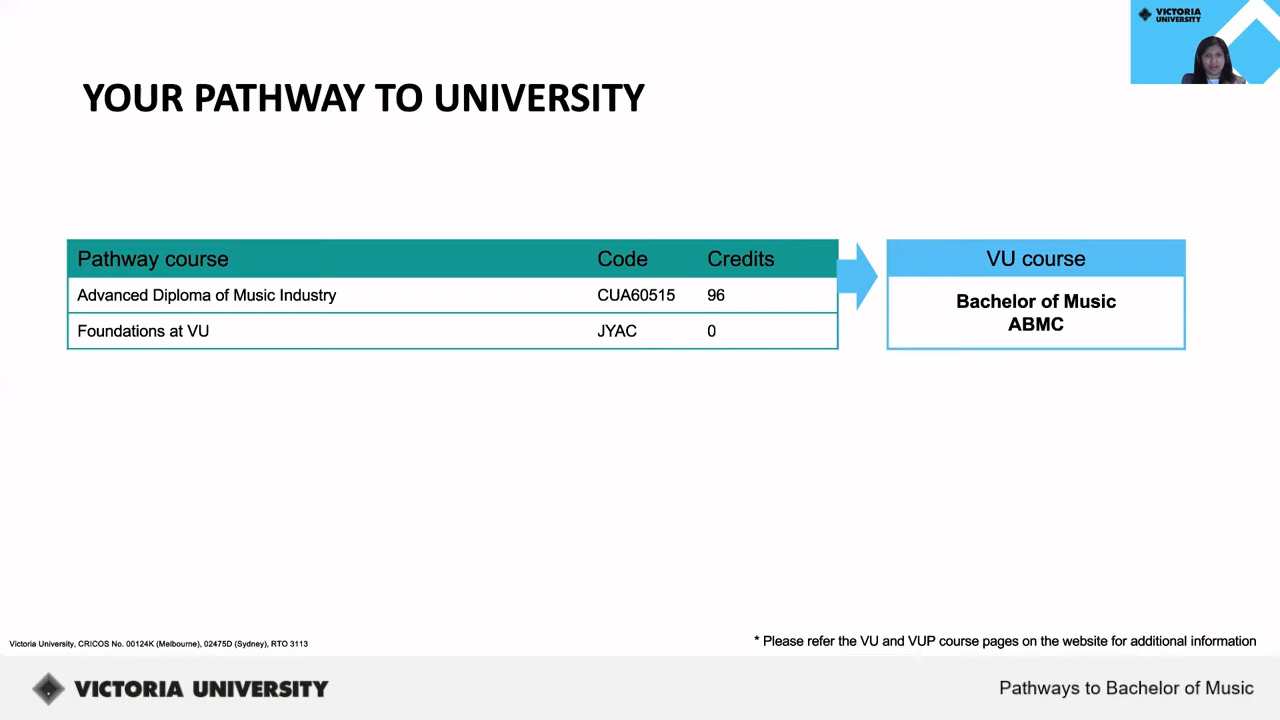 VICTORIA
UNIVERSITY
YOUR PATHWAY TO UNIVERSITY
Pathway course Code Credits
Advanced Diploma of Music Industry CUA60515 96
Foundations at VU JYAC 0
VU course
Bachelor of Music
ABMC
Victoria University, CRICOS No. 00124K (Melbourne), 02475D (Sydney), RTO 3113
* Please refer the VU and VUP course pages on the website for additional information
VICTORIA UNIVERSITY
Pathways to Bachelor of Music